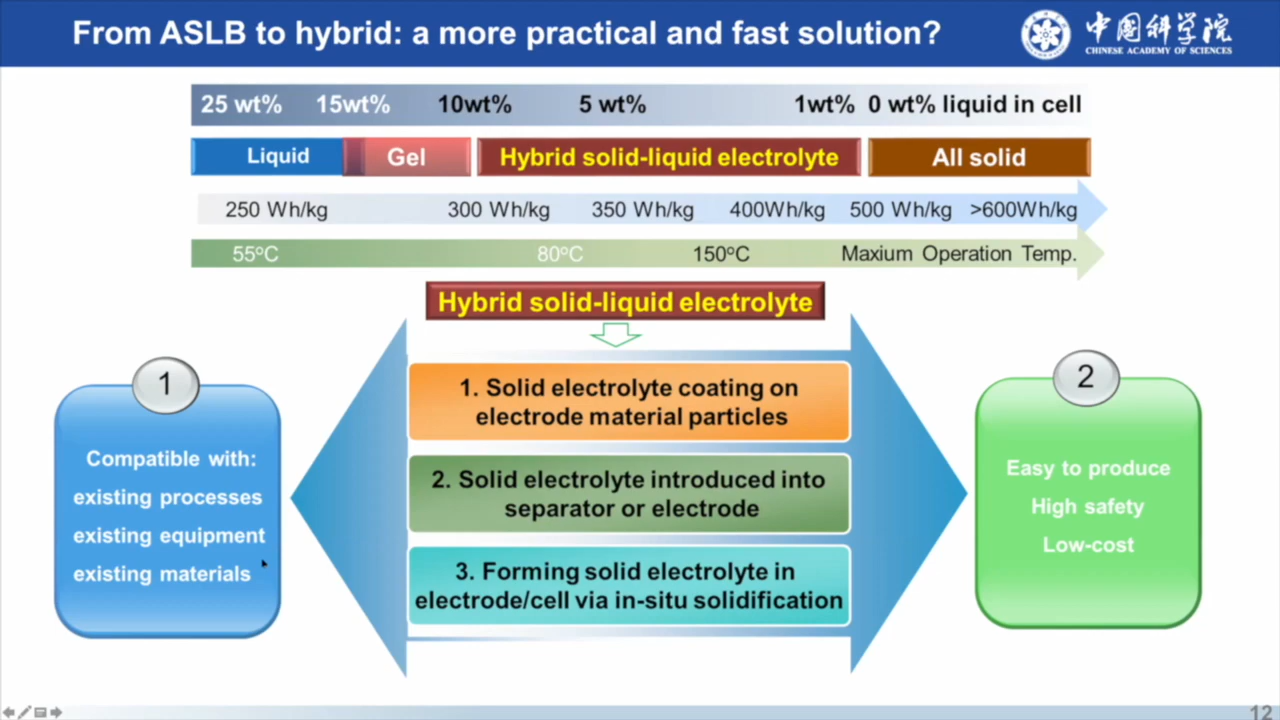 From ASLB to hybrid: a more practical and fast solution?
中国科学院
CHINESE ACADEMY OF SCIENCES
25 wt% 15wt% 10wt% 5 wt% 1wt% 0 wt% liquid in cell
Liquid Gel Hybrid solid-liquid electrolyte All solid
250 Wh/kg 300 Wh/kg 350 Wh/kg 400Wh/kg 500 Wh/kg >600Wh/kg
55°C 80°C 150°C Maxium Operation Temp.
Hybrid solid-liquid electrolyte
1
Compatible with:
existing processes
existing equipment
existing materials
1. Solid electrolyte coating on
electrode material particles
2. Solid electrolyte introduced into
separator or electrode
3. Forming solid electrolyte in
electrode/cell via in-situ solidification
2
Easy to produce
High safety
Low-cost
12